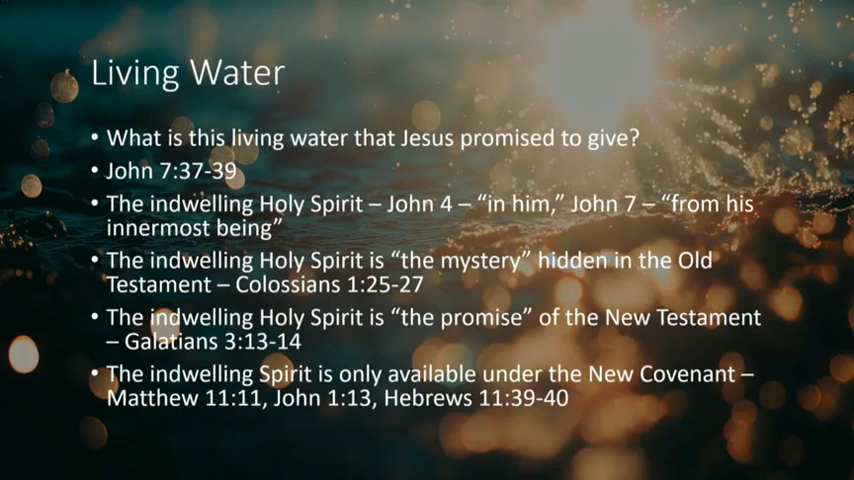 Living Water
• What is this living water that Jesus promised to give?
• John 7:37-39
• The indwelling Holy Spirit – John 4 – “in him,” John 7 – “from his
innermost being”
• The indwelling Holy Spirit is “the mystery” hidden in the Old
Testament – Colossians 1:25-27
• The indwelling Holy Spirit is “the promise” of the New Testament
– Galatians 3:13-14
• The indwelling Spirit is only available under the New Covenant –
Matthew 11:11, John 1:13, Hebrews 11:39-40